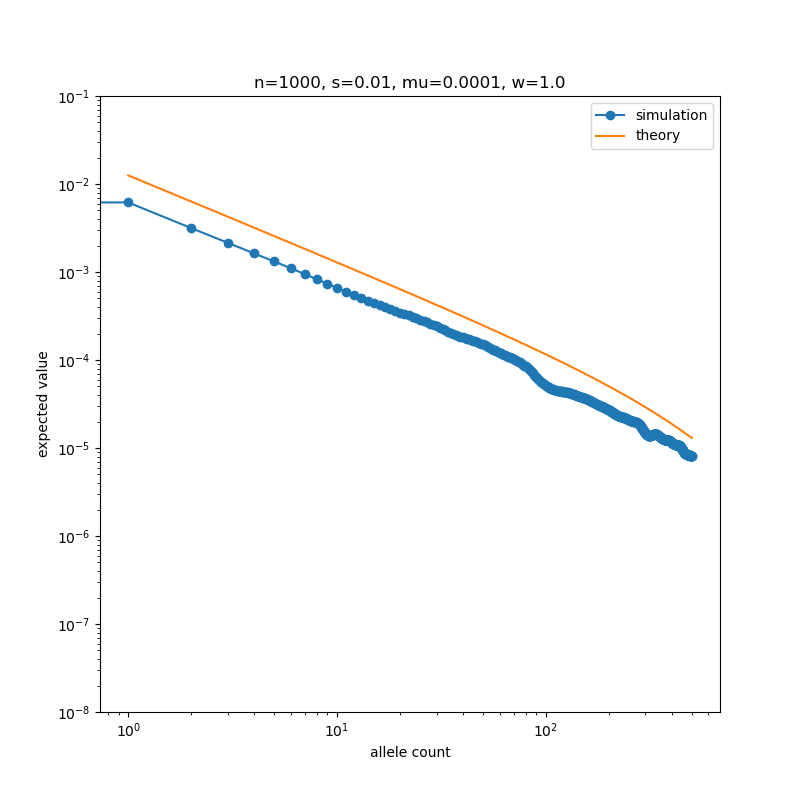 n=1000, s=0.01, mu=0.0001, w=1.0
simulation
theory
expected value
10⁻¹
10⁻²
10⁻³
10⁻⁴
10⁻⁵
10⁻⁶
10⁻⁷
10⁻⁸
10⁰ 10¹ 10²
allele count